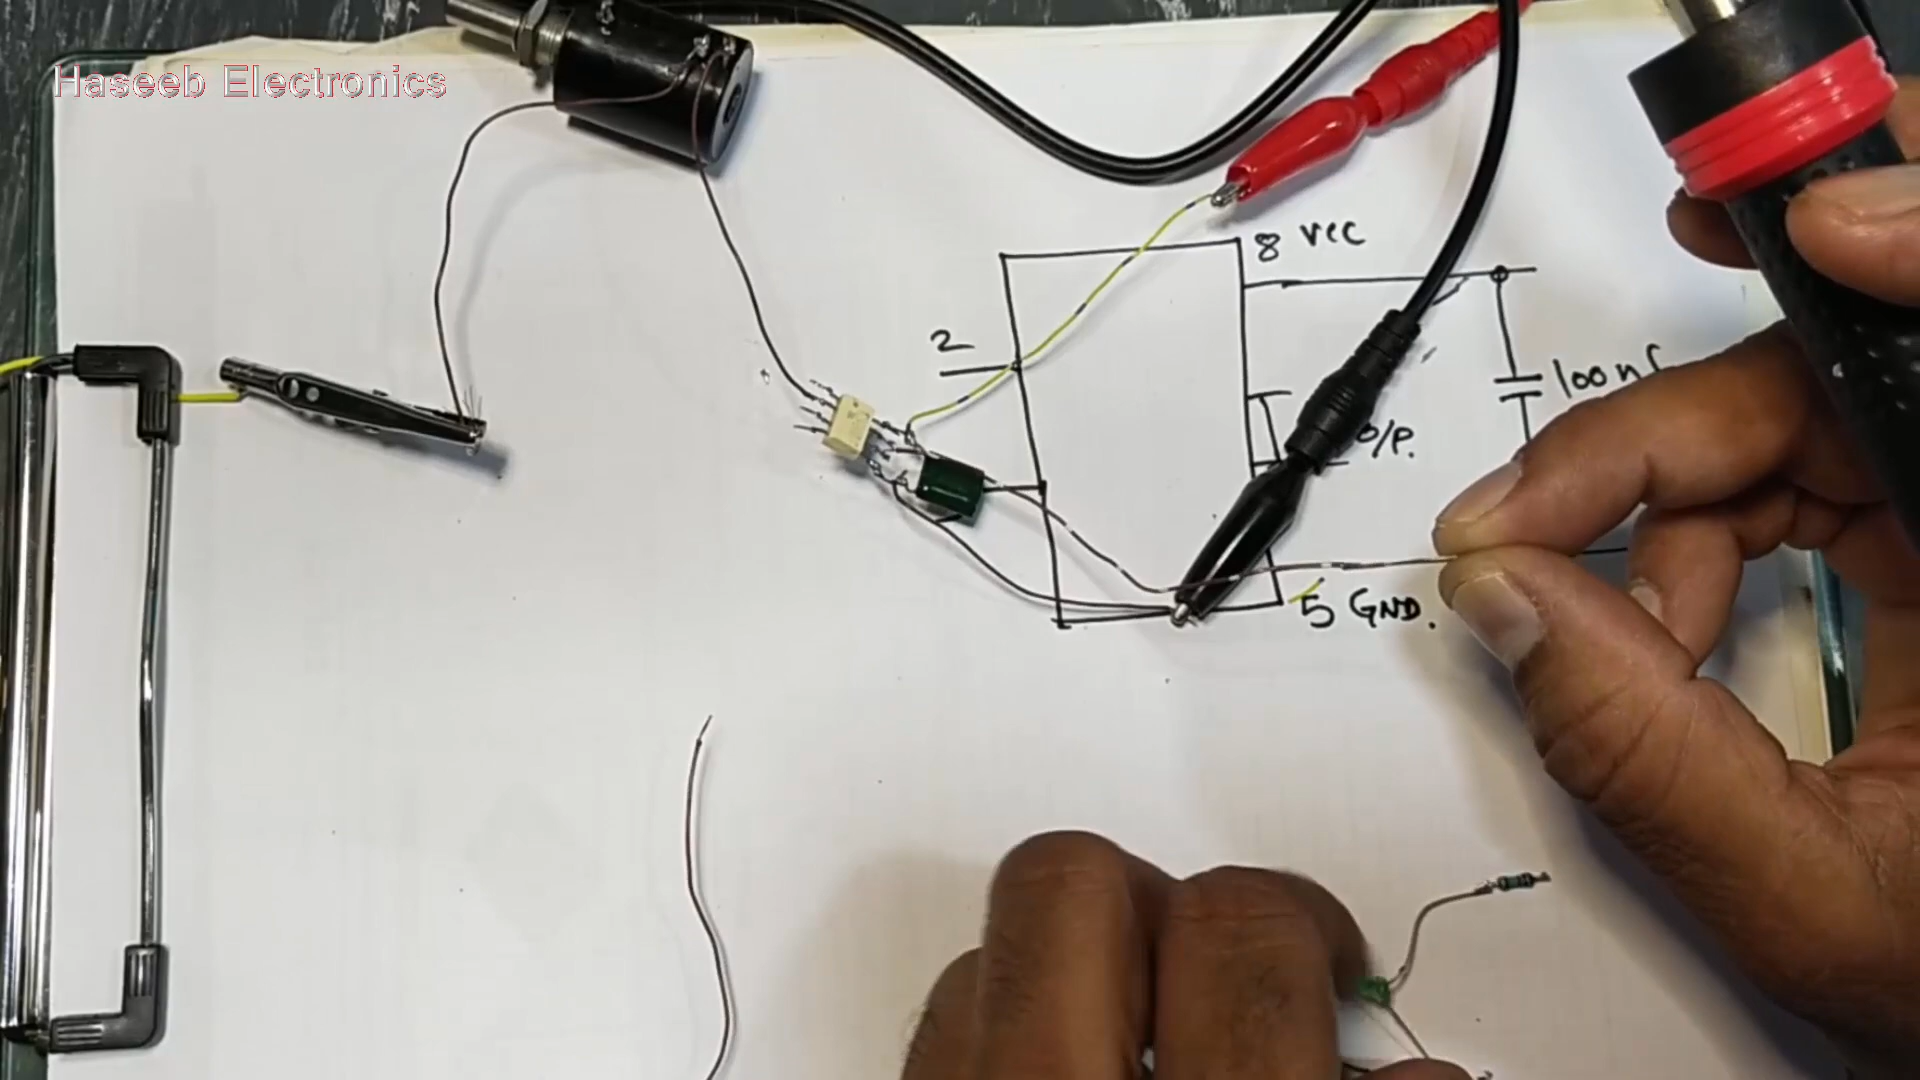 Haseeb Electronics
8 Vcc
2
100nf
O/P.
5 GND.